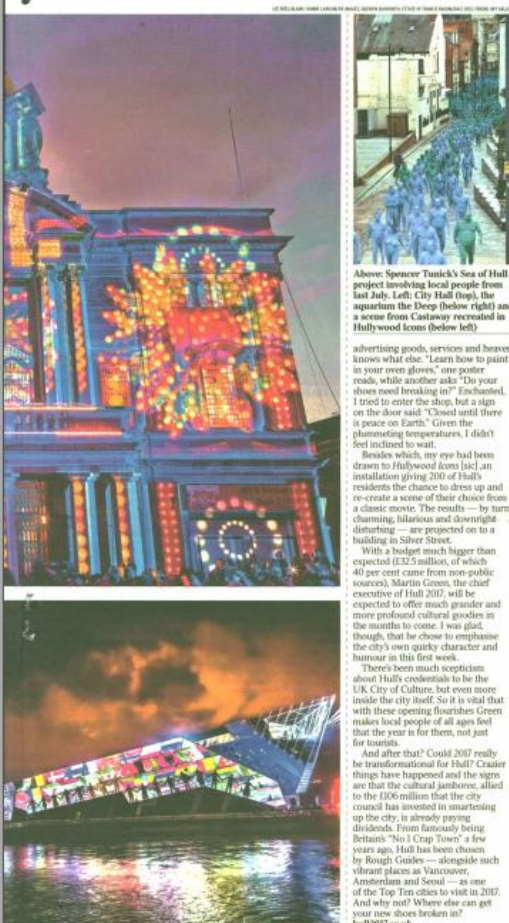 Above: Spencer Tunick's Sea of Hull
project involving local people from
last July. Left: City Hall (top), the
aquarium the Deep (below right) and
a scene from Castaway recreated in
Hullywood Icons (below left)
advertising goods, services and heaven
knows what else. "Learn how to paint
in your oven gloves," one poster
reads, while another asks "Do your
shoes need breaking in?" Enchanted,
I tried to enter the shop, but a sign
on the door said: "Closed until there
is peace on Earth." Given the
plummeting temperatures, I didn't
feel inclined to wait.
Besides which, my eye had been
drawn to Hullywood Icons [sic] ,an
installation giving 200 of Hull's
residents the chance to dress up and
re-create a scene of their choice from
a classic movie. The results — by turn
charming, hilarious and downright
disturbing — are projected on to a
building in Silver Street.
With a budget much bigger than
expected (£32.5 million, of which
40 per cent came from non-public
sources), Martin Green, the chief
executive of Hull 2017, will be
expected to offer much grander and
more profound cultural goodies in
the months to come. I was glad,
though, that he chose to emphasise
the city's own quirky character and
humour in this first week.
There's been much scepticism
about Hull's credentials to be the
UK City of Culture, but even more
inside the city itself. So it is vital that
with these opening flourishes Green
makes local people of all ages feel
that the year is for them, not just
for tourists.
And after that? Could 2017 really
be transformational for Hull? Crazier
things have happened and the signs
are that the cultural jamboree, allied
to the £106 million that the city
council has invested in smartening
up the city, is already paying
dividends. From famously being
Britain's "No 1 Crap Town" a few
years ago, Hull has been chosen
by Rough Guides — alongside such
vibrant places as Vancouver,
Amsterdam and Seoul — as one
of the Top Ten cities to visit in 2017.
And why not? Where else can get
your new shoes broken in?